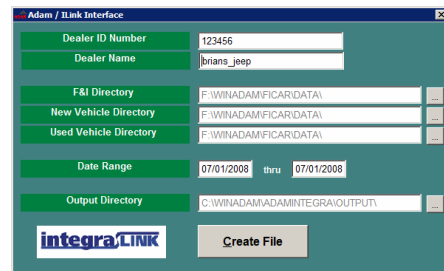 Adam / ILink Interface
Dealer ID Number 123456
Dealer Name brians_jeep
F&I Directory F:\WINADAM\FICAR\DATA\ ...
New Vehicle Directory F:\WINADAM\FICAR\DATA\ ...
Used Vehicle Directory F:\WINADAM\FICAR\DATA\ ...
Date Range 07/01/2008 thru 07/01/2008
Output Directory C:\WINADAM\ADAMINTEGRA\OUTPUT\ ...
integraLINK Create File